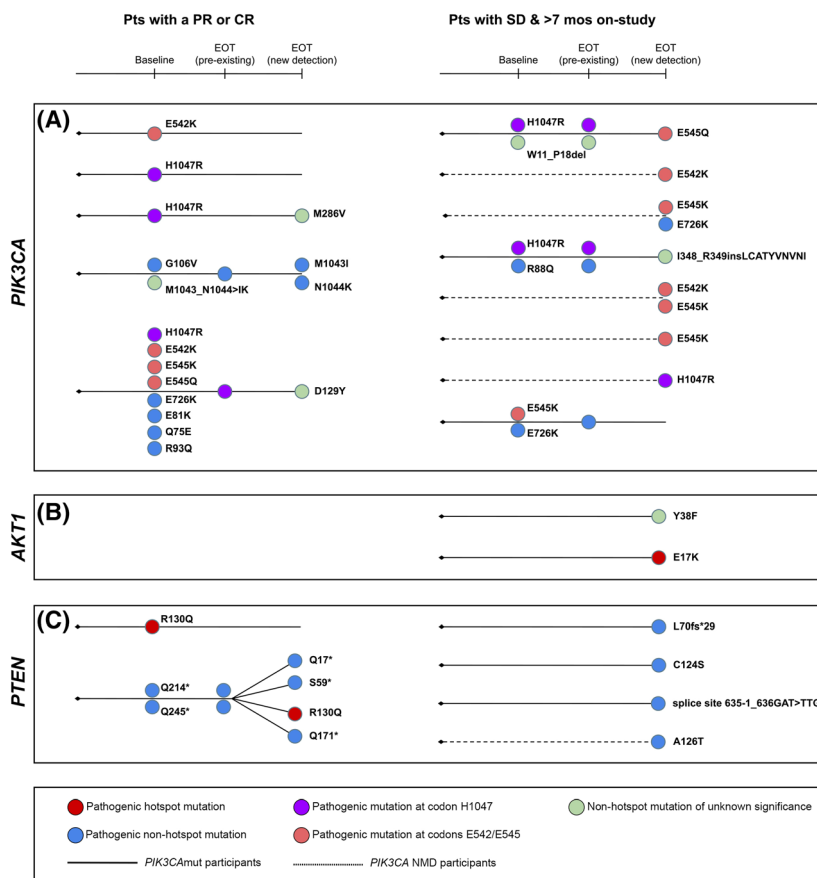 Pts with a PR or CR
Pts with SD & >7 mos on-study
Baseline
EOT
(pre-existing)
EOT
(new detection)
Baseline
EOT
(pre-existing)
EOT
(new detection)
(A)
PIK3CA
E542K
H1047R
H1047R
M286V
G106V
M1043I
M1043_N1044>IK
N1044K
H1047R
E542K
E545K
E545Q
D129Y
E726K
E81K
Q75E
R93Q
H1047R
E545Q
W11_P18del
E542K
E545K
E726K
H1047R
I348_R349insLCATYVNVNI
R88Q
E542K
E545K
E545K
H1047R
E545K
E726K
(B)
AKT1
Y38F
E17K
(C)
PTEN
R130Q
Q17*
Q214*
S59*
Q245*
R130Q
Q171*
L70fs*29
C124S
splice site 635-1_636GAT>TTG
A126T
Pathogenic hotspot mutation
Pathogenic mutation at codon H1047
Non-hotspot mutation of unknown significance
Pathogenic non-hotspot mutation
Pathogenic mutation at codons E542/E545
PIK3CAmut participants
PIK3CA NMD participants